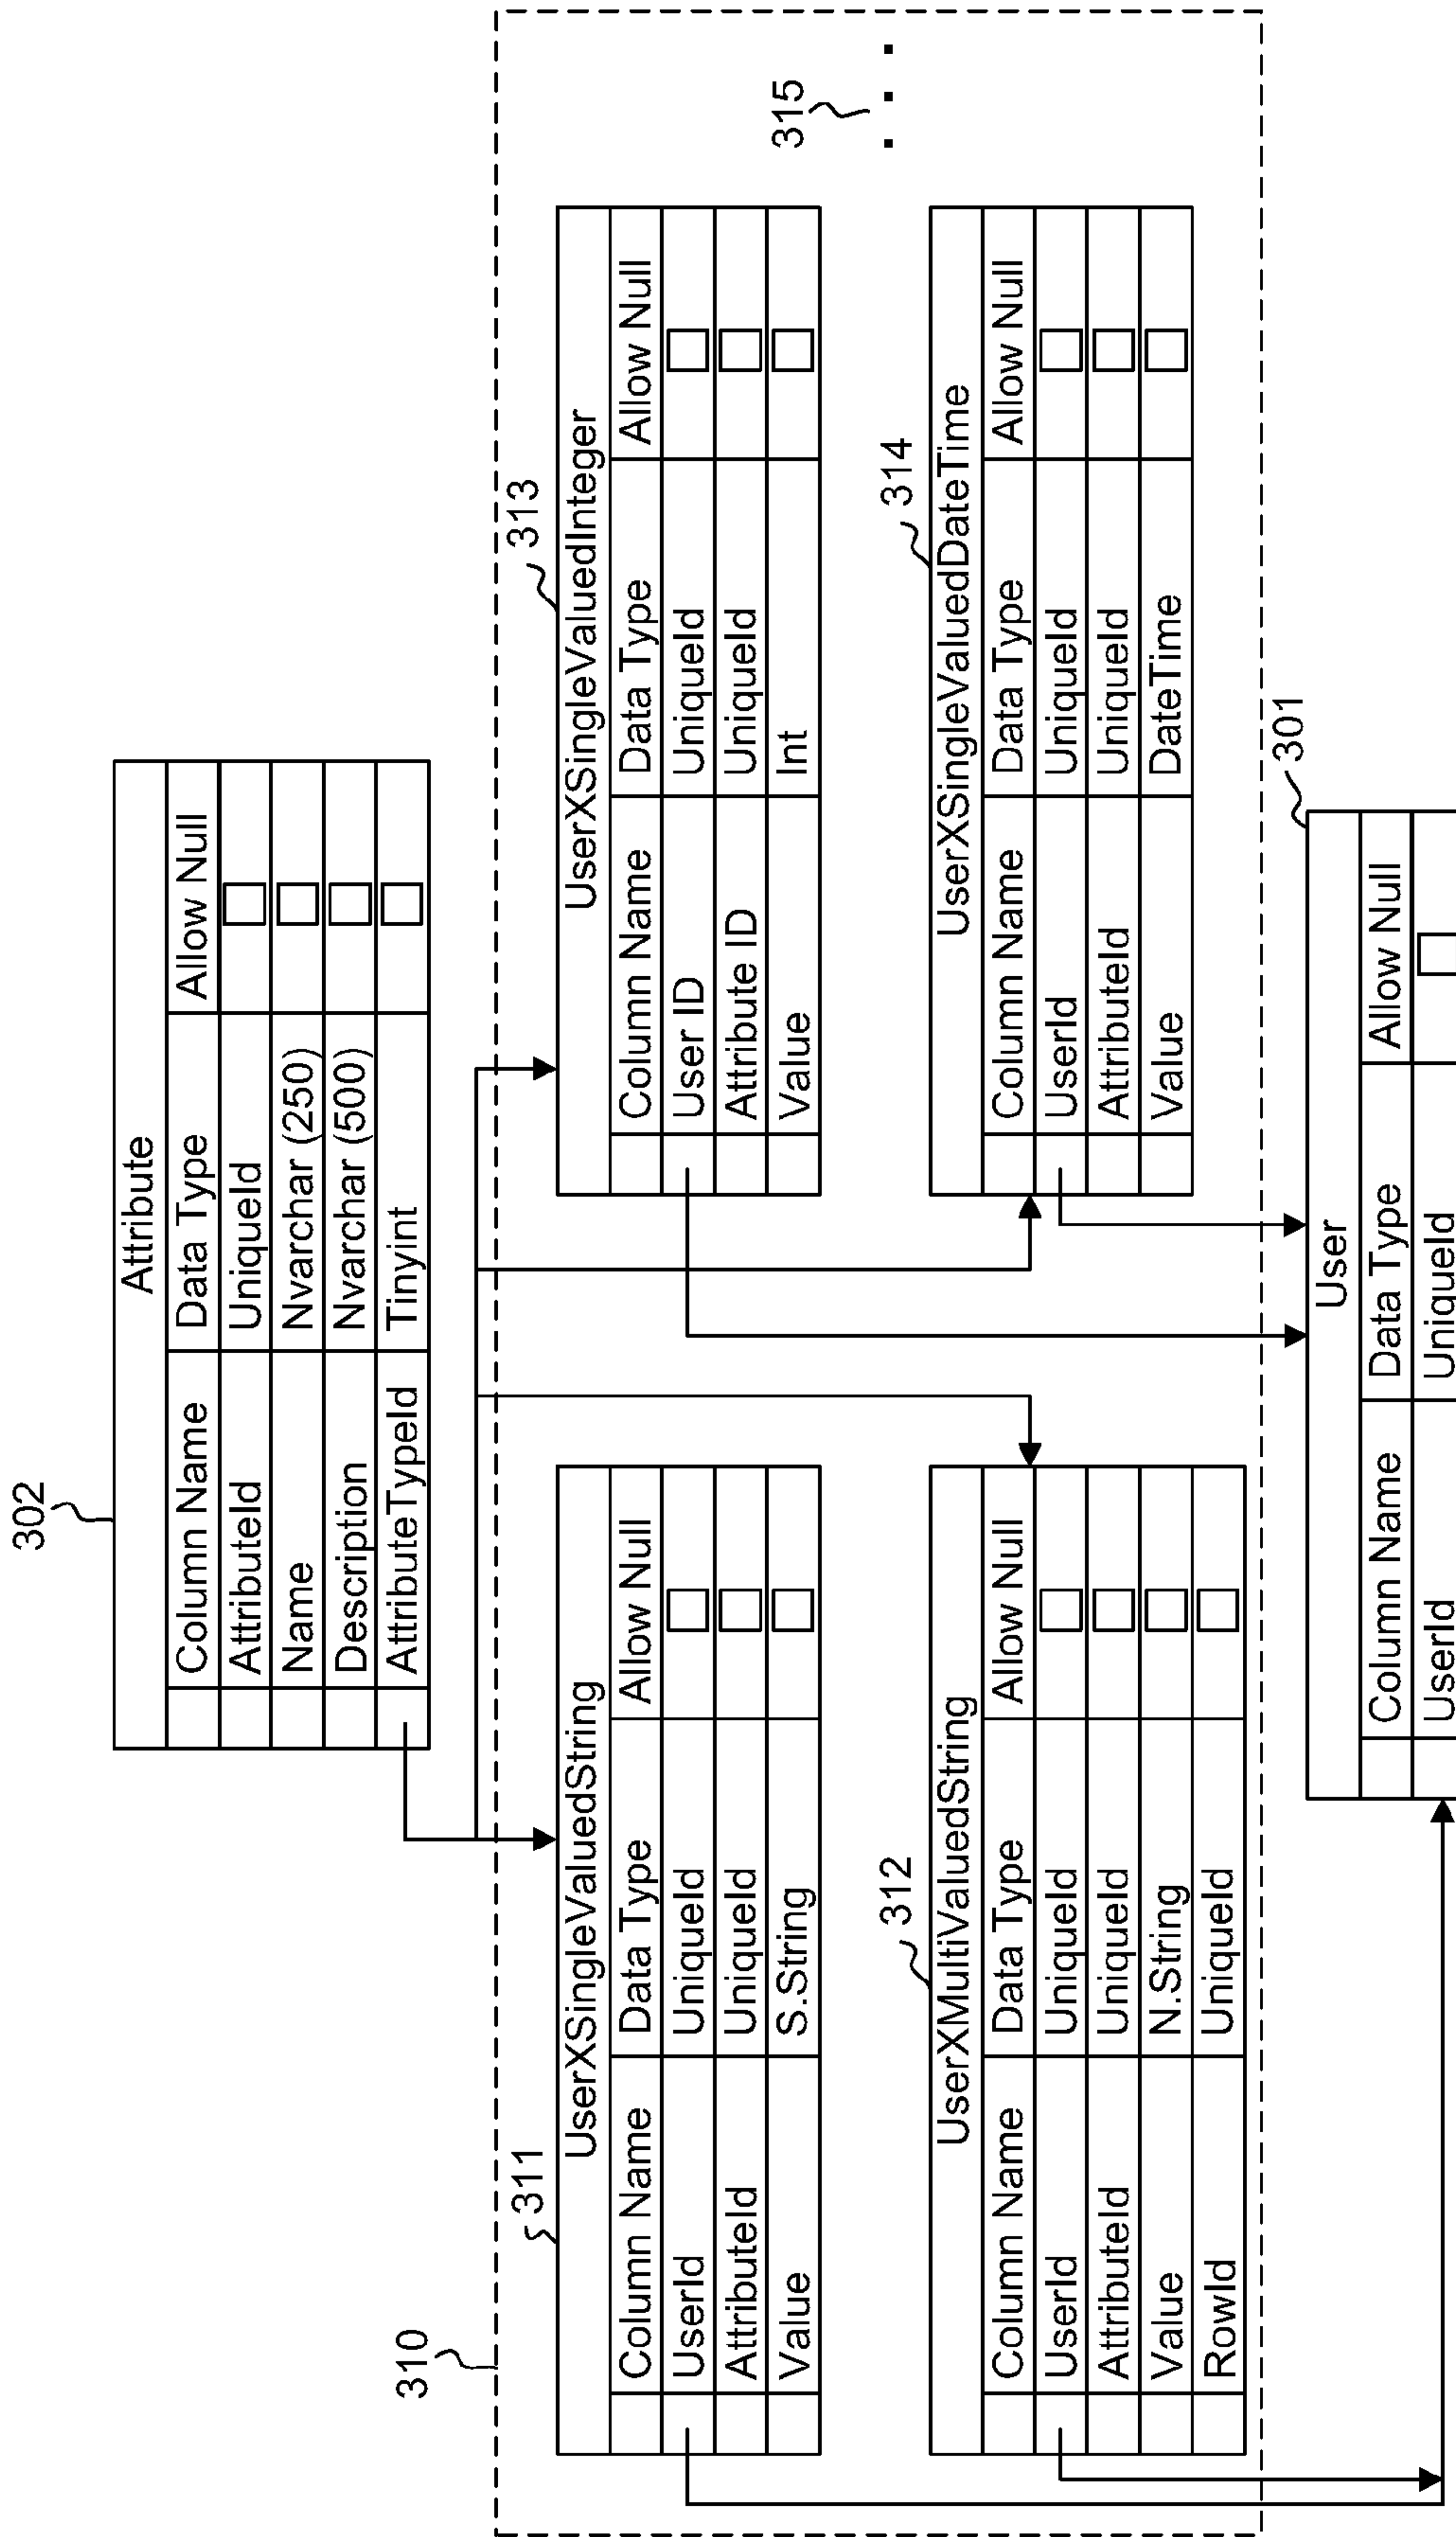 302
Attribute
Column Name Data Type Allow Null
AttributeId UniqueId
Name Nvarchar (250)
Description Nvarchar (500)
AttributeTypeId Tinyint
310
311
UserXSingleValuedString
Column Name Data Type Allow Null
UserId UniqueId
AttributeId UniqueId
Value S.String
313
UserXSingleValuedInteger
Column Name Data Type Allow Null
User ID UniqueId
Attribute ID UniqueId
Value Int
315
. . .
312
UserXMultiValuedString
Column Name Data Type Allow Null
UserId UniqueId
AttributeId UniqueId
Value N.String
RowId UniqueId
314
UserXSingleValuedDateTime
Column Name Data Type Allow Null
UserId UniqueId
AttributeId UniqueId
Value DateTime
301
User
Column Name Data Type Allow Null
UserId UniqueId